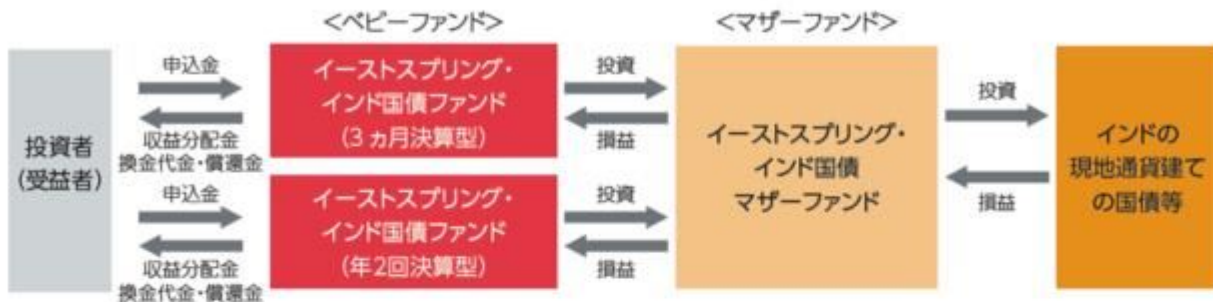 <ベビーファンド>
<マザーファンド>
投資者
(受益者)
申込金
収益分配金
換金代金・償還金
イーストスプリング・
インド国債ファンド
(3ヵ月決算型)
投資
損益
申込金
収益分配金
換金代金・償還金
イーストスプリング・
インド国債ファンド
(年2回決算型)
投資
損益
イーストスプリング・
インド国債
マザーファンド
投資
損益
インドの
現地通貨建て
の国債等